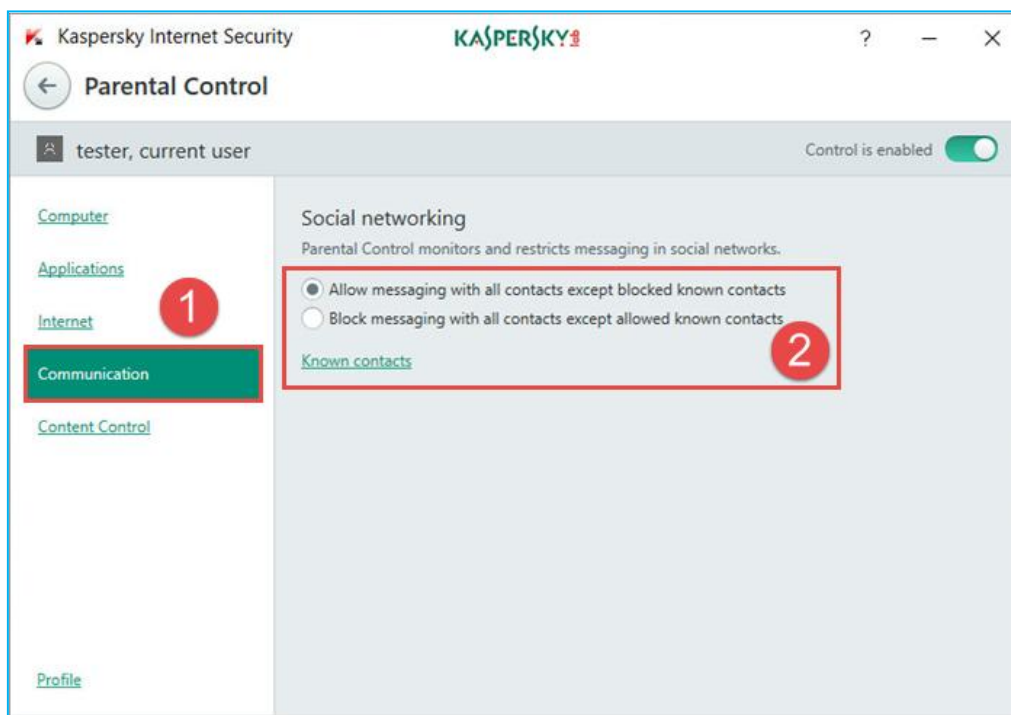 Kaspersky Internet Security
KASPERSKY lab
?
Parental Control
tester, current user
Control is enabled
Computer
Applications
Internet
Communication
Content Control
Profile
1
Social networking
Parental Control monitors and restricts messaging in social networks.
Allow messaging with all contacts except blocked known contacts
Block messaging with all contacts except allowed known contacts
Known contacts
2